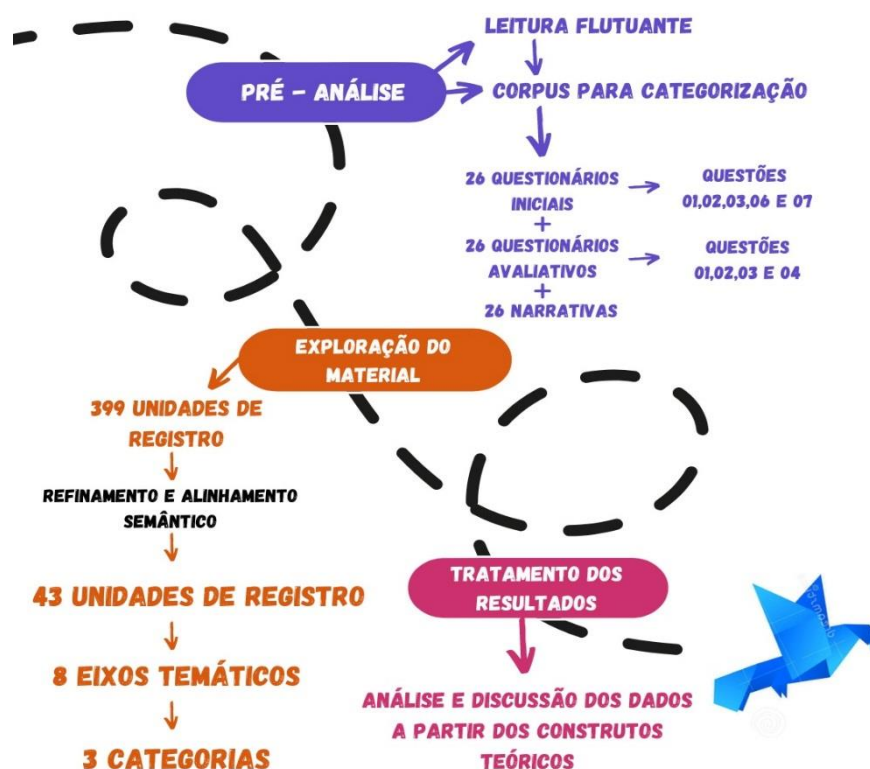 LEITURA FLUTUANTE
PRÉ - ANÁLISE
CORPUS PARA CATEGORIZAÇÃO
26 QUESTIONÁRIOS
INICIAIS
QUESTÕES
01,02,03,06 E 07
+
26 QUESTIONÁRIOS
AVALIATIVOS
QUESTÕES
01,02,03 E 04
+
26 NARRATIVAS
EXPLORAÇÃO DO
MATERIAL
399 UNIDADES DE
REGISTRO
REFINAMENTO E ALINHAMENTO
SEMÂNTICO
43 UNIDADES DE REGISTRO
8 EIXOS TEMÁTICOS
3 CATEGORIAS
TRATAMENTO DOS
RESULTADOS
ANÁLISE E DISCUSSÃO DOS DADOS
A PARTIR DOS CONSTRUTOS
TEÓRICOS